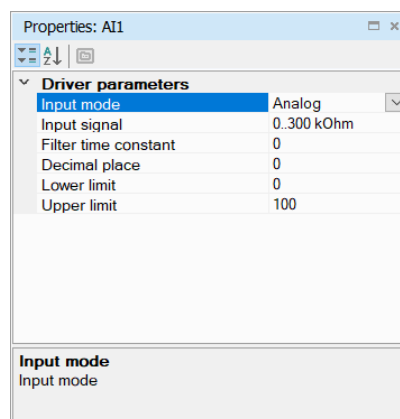 Properties: AI1
Driver parameters
Input mode Analog
Input signal 0..300 kOhm
Filter time constant 0
Decimal place 0
Lower limit 0
Upper limit 100
Input mode
Input mode